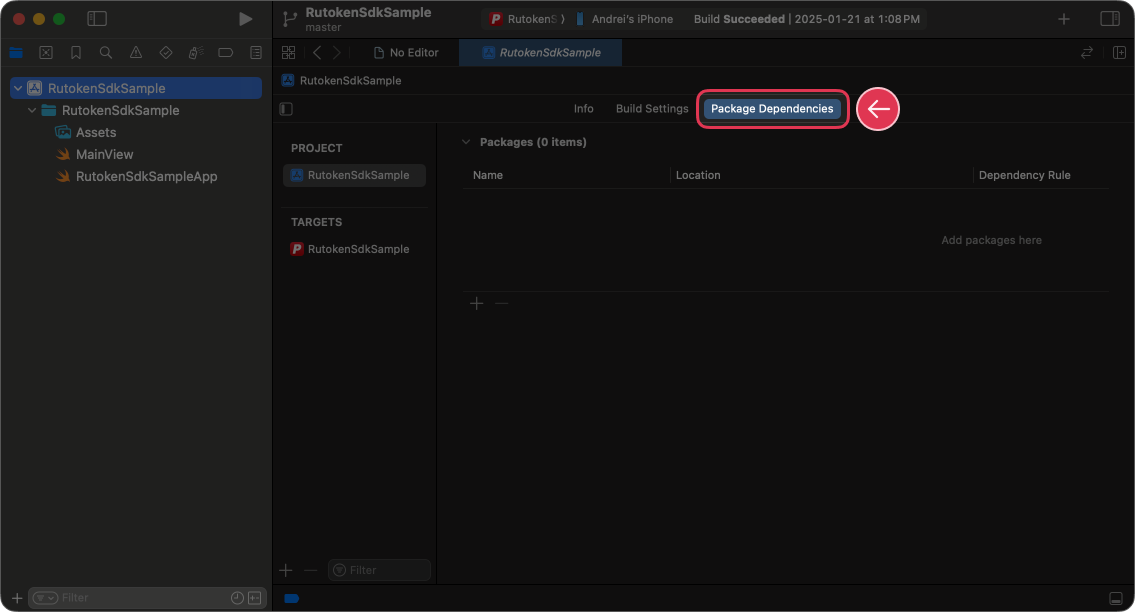 RutokenSdkSample
master
RutokenS
Andrei's iPhone
Build Succeeded | 2025-01-21 at 1:08 PM
No Editor
RutokenSdkSample
RutokenSdkSample
RutokenSdkSample
Assets
MainView
RutokenSdkSampleApp
Filter
RutokenSdkSample
Info
Build Settings
Package Dependencies
PROJECT
RutokenSdkSample
TARGETS
RutokenSdkSample
Filter
Packages (0 items)
Name
Location
Dependency Rule
Add packages here